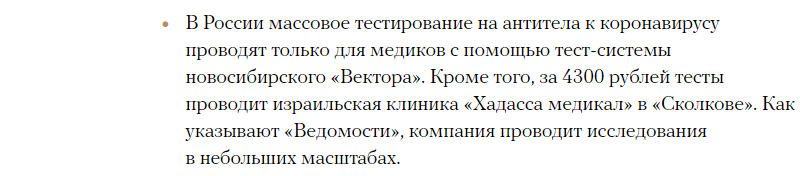 • В России массовое тестирование на антитела к коронавирусу
проводят только для медиков с помощью тест-системы
новосибирского «Вектора». Кроме того, за 4300 рублей тесты
проводит израильская клиника «Хадасса медикал» в «Сколкове». Как
указывают «Ведомости», компания проводит исследования
в небольших масштабах.